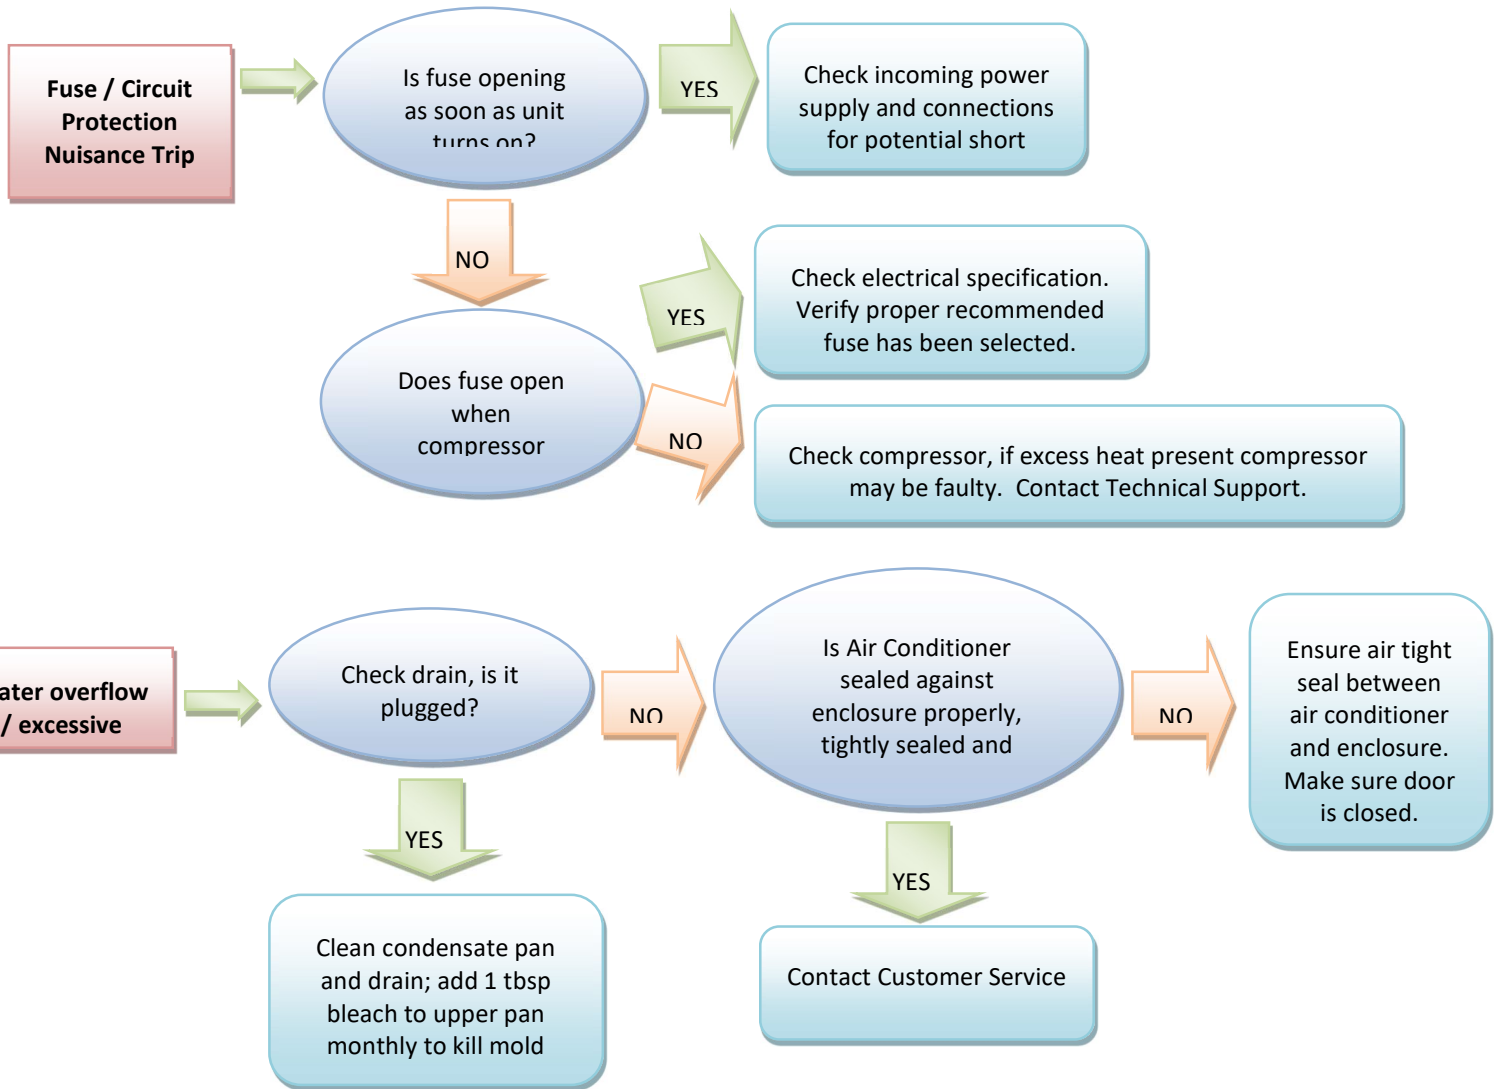 Fuse / Circuit
Protection
Nuisance Trip
Is fuse opening
as soon as unit
turns on?
YES
Check incoming power
supply and connections
for potential short
NO
Does fuse open
when
compressor
YES
Check electrical specification.
Verify proper recommended
fuse has been selected.
NO
Check compressor, if excess heat present compressor
may be faulty. Contact Technical Support.
ater overflow
/ excessive
Check drain, is it
plugged?
NO
Is Air Conditioner
sealed against
enclosure properly,
tightly sealed and
NO
Ensure air tight
seal between
air conditioner
and enclosure.
Make sure door
is closed.
YES
Clean condensate pan
and drain; add 1 tbsp
bleach to upper pan
monthly to kill mold
YES
Contact Customer Service